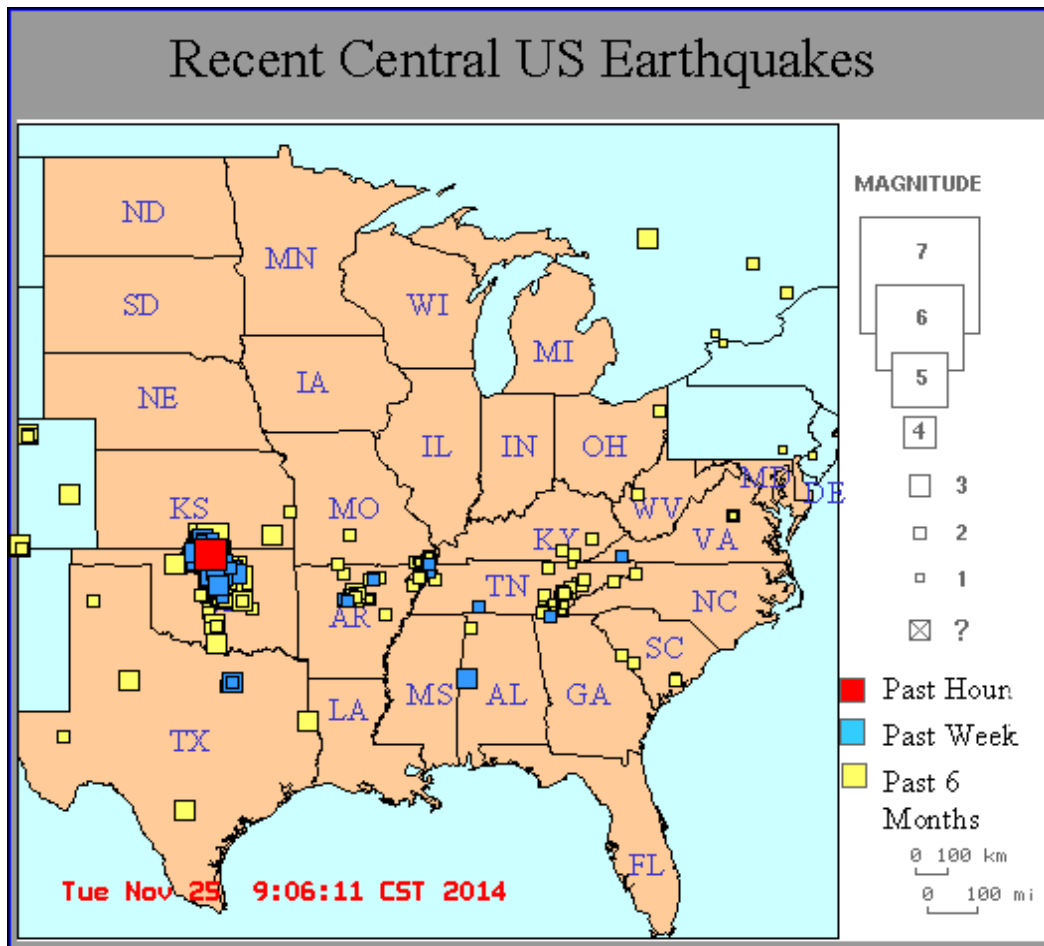 Recent Central US Earthquakes
MAGNITUDE
7
6
5
4
3
2
1
?
ND
MN
SD
WI
MI
NE
IA
IL
IN
OH
MD
DE
KS
MO
WV
KY
VA
TN
NC
AR
SC
MS
AL
GA
LA
TX
FL
Past Houn
Past Week
Past 6
Months
0 100 km
0 100 mi
Tue Nov 25 9:06:11 CST 2014